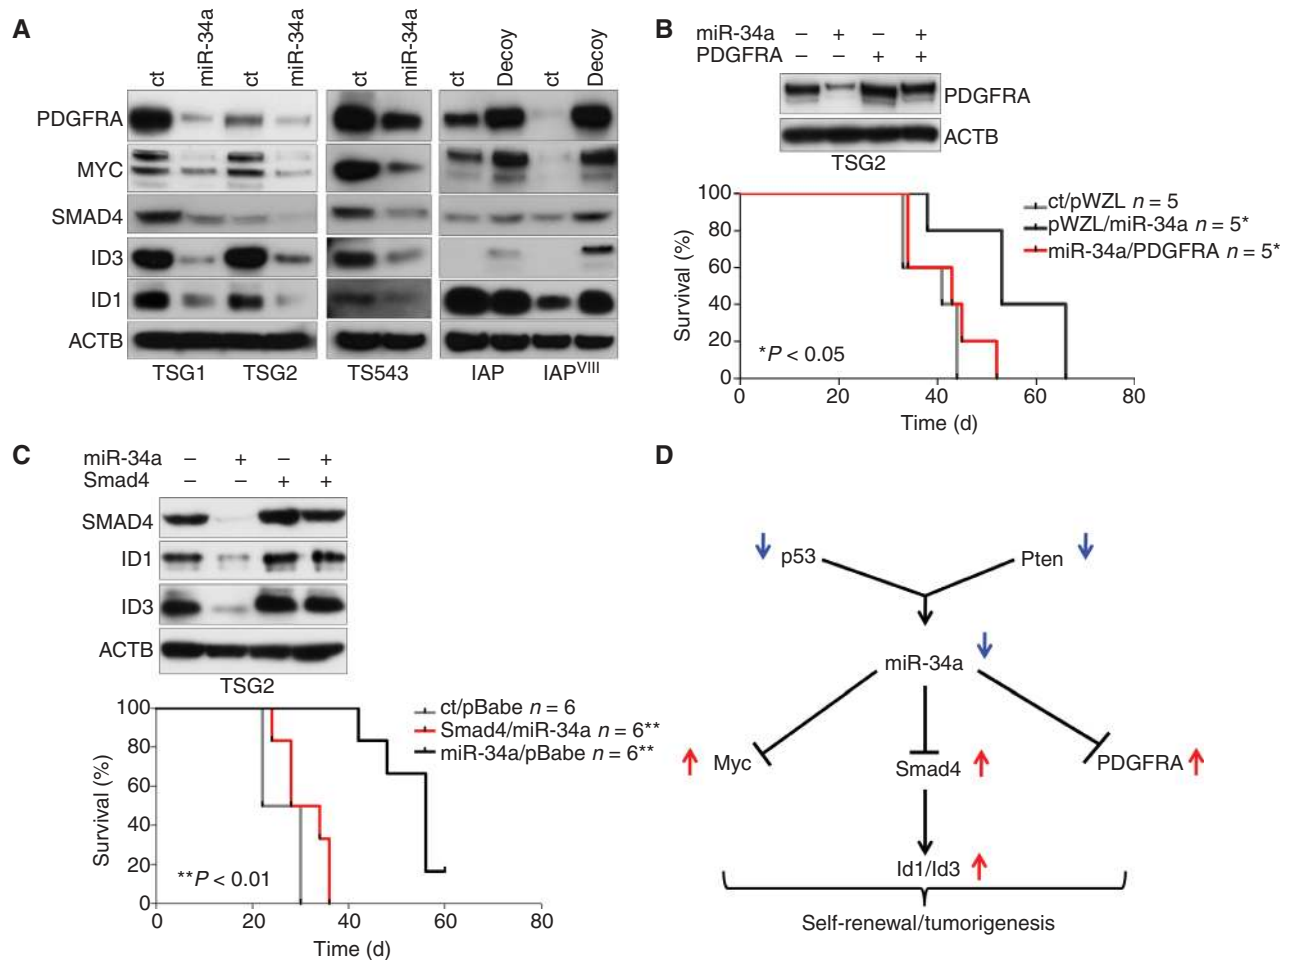 A
ct
miR-34a
ct
miR-34a
ct
miR-34a
ct
Decoy
ct
Decoy
PDGFRA
MYC
SMAD4
ID3
ID1
ACTB
TSG1 TSG2 TS543 IAP IAPVIII
B
miR-34a – + – +
PDGFRA – – + +
PDGFRA
ACTB
TSG2
100
80
60
40
20
0
Survival (%)
ct/pWZL n = 5
pWZL/miR-34a n = 5*
miR-34a/PDGFRA n = 5*
*P < 0.05
0 20 40 60 80
Time (d)
C
miR-34a – + – +
Smad4 – – + +
SMAD4
ID1
ID3
ACTB
TSG2
100
80
60
40
20
0
Survival (%)
ct/pBabe n = 6
Smad4/miR-34a n = 6**
miR-34a/pBabe n = 6**
**P < 0.01
0 20 40 60 80
Time (d)
D
p53 Pten
miR-34a
Myc Smad4 PDGFRA
Id1/Id3
Self-renewal/tumorigenesis